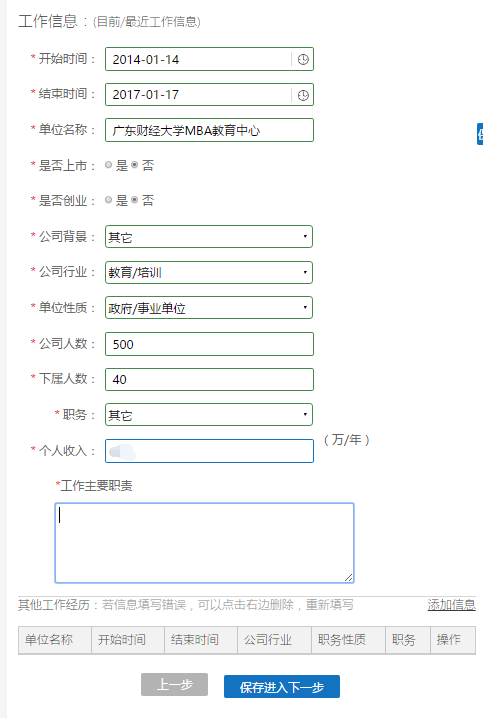 工作信息：(目前/最近工作信息)
* 开始时间： 2014-01-14
* 结束时间： 2017-01-17
* 单位名称： 广东财经大学MBA教育中心
* 是否上市： 是 否
* 是否创业： 是 否
* 公司背景： 其它
* 公司行业： 教育/培训
* 单位性质： 政府/事业单位
* 公司人数： 500
* 下属人数： 40
* 职务： 其它
* 个人收入： （万/年）
*工作主要职责
其他工作经历：若信息填写错误，可以点击右边删除，重新填写 添加信息
单位名称 开始时间 结束时间 公司行业 职务性质 职务 操作
上一步 保存进入下一步